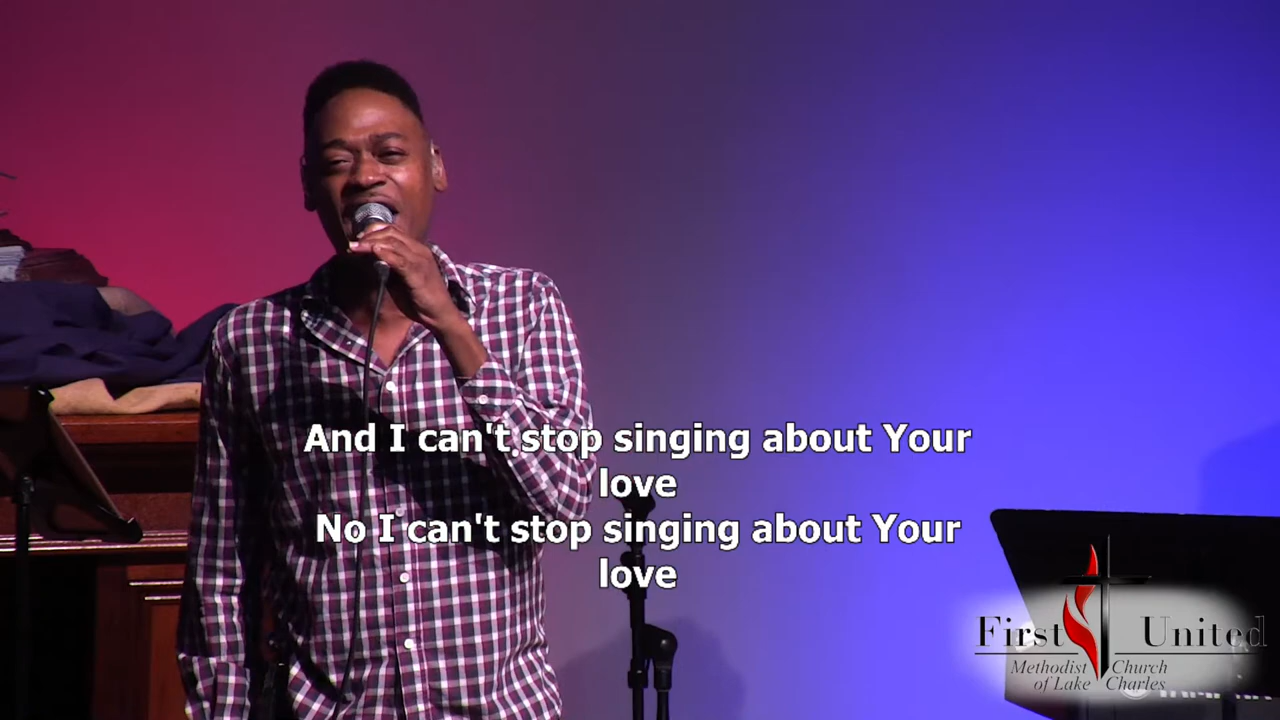 And I can't stop singing about Your
love
No I can't stop singing about Your
love
First United
Methodist Church
of Lake Charles